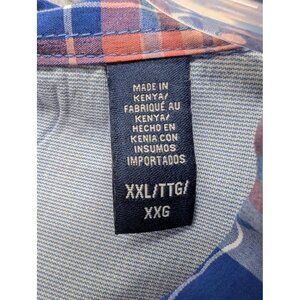 MADE IN
KENYA/
FABRIQUÉ AU
KENYA/
HECHO EN
KENIA CON
INSUMOS
IMPORTADOS
XXL/TTG/
XXG